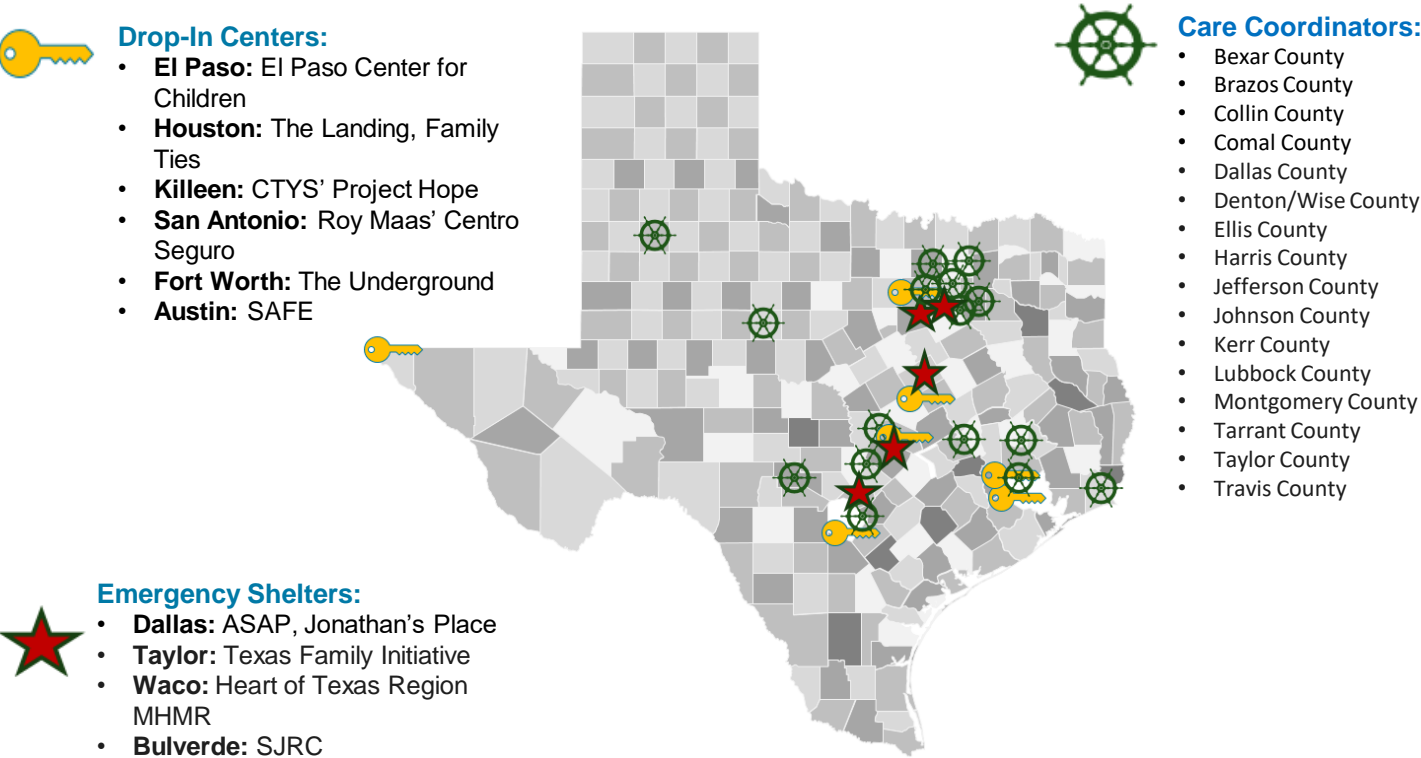 Drop-In Centers:
• El Paso: El Paso Center for
Children
• Houston: The Landing, Family
Ties
• Killeen: CTYS’ Project Hope
• San Antonio: Roy Maas’ Centro
Seguro
• Fort Worth: The Underground
• Austin: SAFE
Emergency Shelters:
• Dallas: ASAP, Jonathan’s Place
• Taylor: Texas Family Initiative
• Waco: Heart of Texas Region
MHMR
• Bulverde: SJRC
Care Coordinators:
• Bexar County
• Brazos County
• Collin County
• Comal County
• Dallas County
• Denton/Wise County
• Ellis County
• Harris County
• Jefferson County
• Johnson County
• Kerr County
• Lubbock County
• Montgomery County
• Tarrant County
• Taylor County
• Travis County